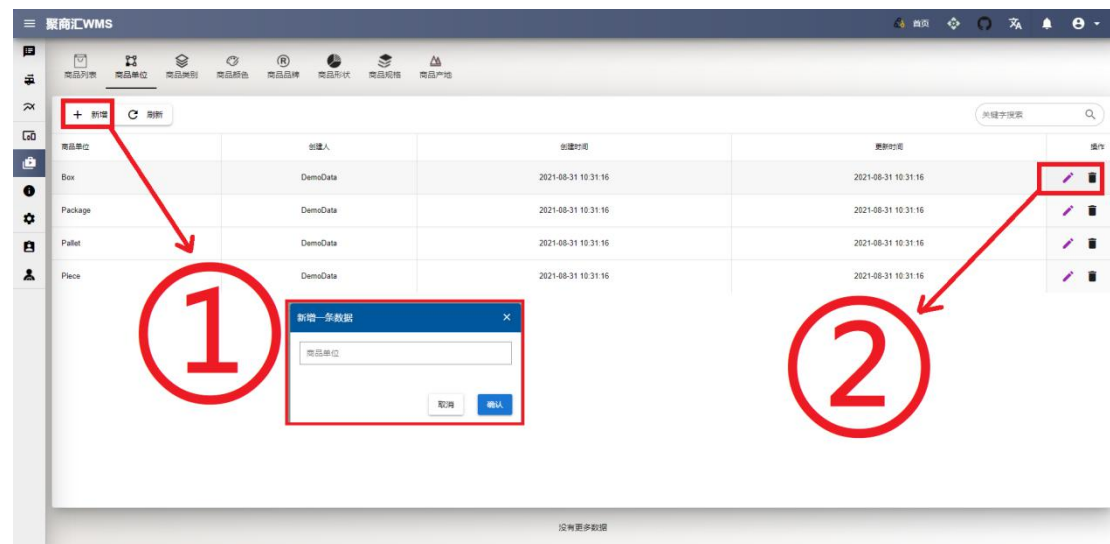 聚商汇WMS
首页
商品列表 商品单位 商品类别 商品颜色 商品品牌 商品形状 商品规格 商品产地
新增 刷新 关键字搜索
商品单位 创建人 创建时间 更新时间 操作
Box DemoData 2021-08-31 10:31:16 2021-08-31 10:31:16
Package DemoData 2021-08-31 10:31:16 2021-08-31 10:31:16
Pallet DemoData 2021-08-31 10:31:16 2021-08-31 10:31:16
Piece DemoData 2021-08-31 10:31:16 2021-08-31 10:31:16
①
新增一条数据
商品单位
取消 确认
②
没有更多数据